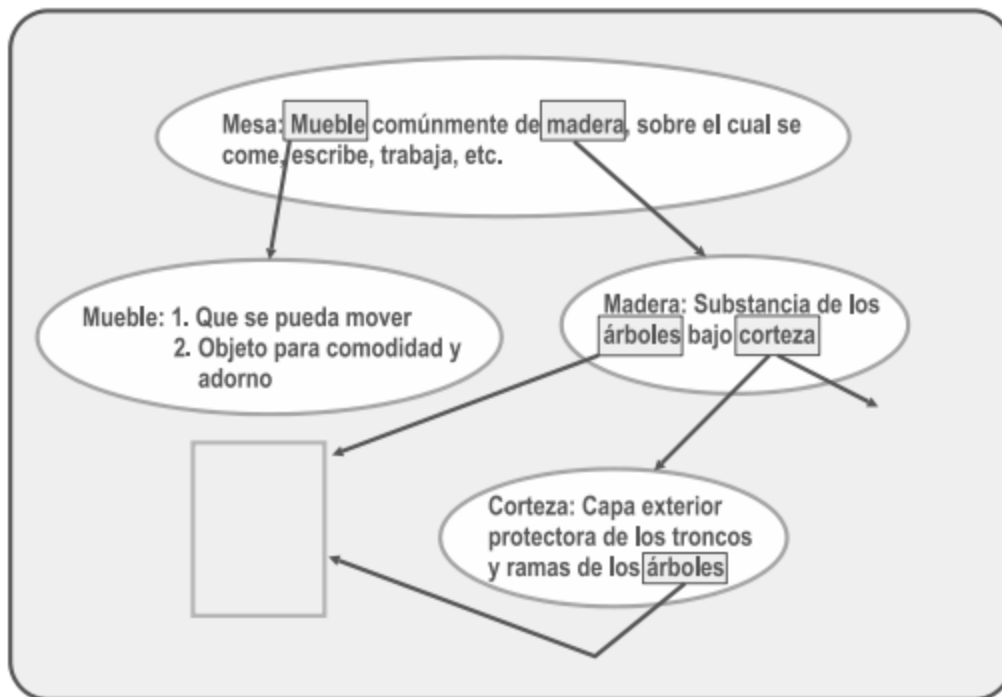 Mesa: Mueble comúnmente de madera, sobre el cual se
come, escribe, trabaja, etc.
Mueble: 1. Que se pueda mover
2. Objeto para comodidad y
adorno
Madera: Substancia de los
árboles bajo corteza
Corteza: Capa exterior
protectora de los troncos
y ramas de los árboles